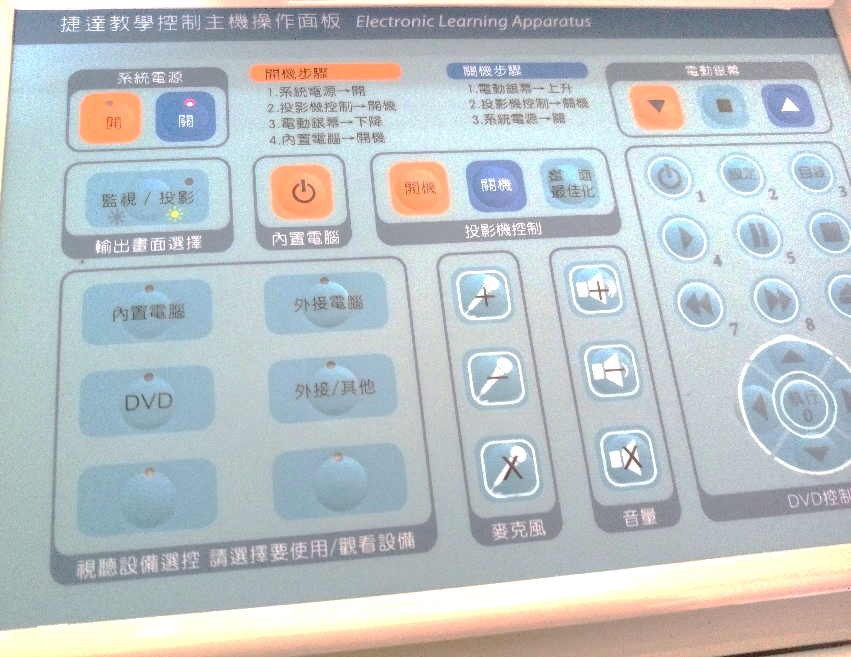 捷達教學控制主機操作面板 Electronic Learning Apparatus
系統電源
開
關
開機步驟
1.系統電源→開
2.投影機控制→開機
3.電動銀幕→下降
4.內置電腦→開機
關機步驟
1.電動銀幕→上升
2.投影機控制→關機
3.系統電源→關
電動銀幕
監視 / 投影
輸出畫面選擇
內置電腦
開機
關機
畫面
最佳化
投影機控制
1
設定
2
3
4
5
7
8
執行
0
DVD控制
內置電腦
外接電腦
DVD
外接/其他
視聽設備選控 請選擇要使用/觀看設備
麥克風
音量